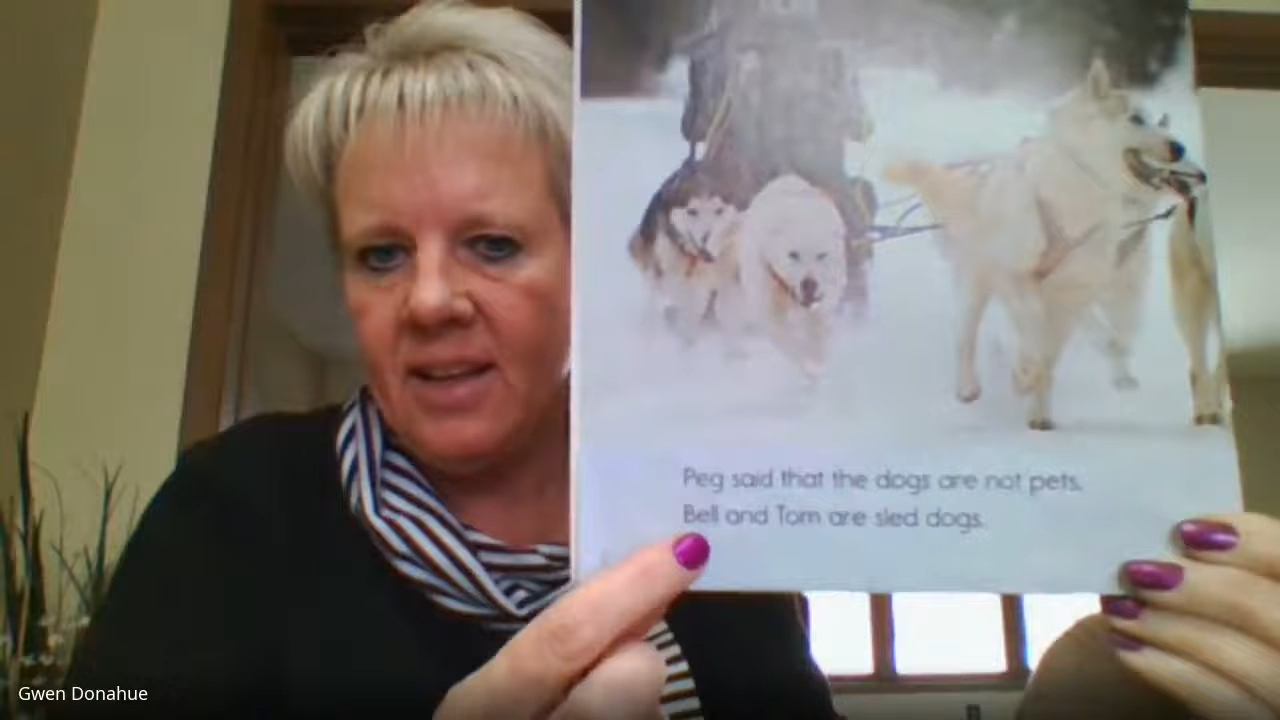 Peg said that the dogs are not pets.
Bell and Tom are sled dogs.
Gwen Donahue